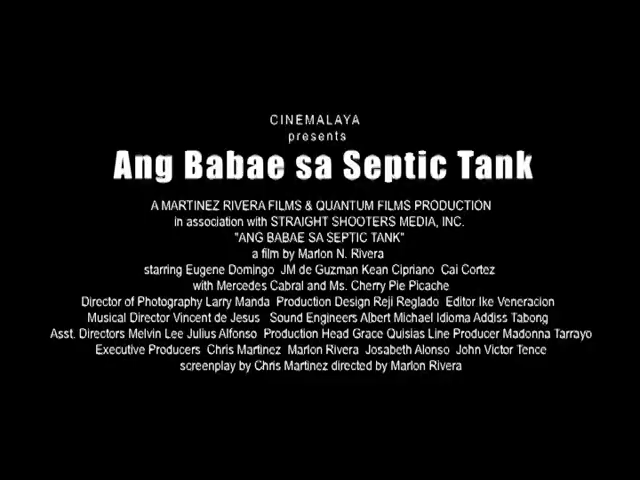 CINEMALAYA
presents
Ang Babae sa Septic Tank
A MARTINEZ RIVERA FILMS & QUANTUM FILMS PRODUCTION
in association with STRAIGHT SHOOTERS MEDIA, INC.
"ANG BABAE SA SEPTIC TANK"
a film by Marlon N. Rivera
starring Eugene Domingo JM de Guzman Kean Cipriano Cai Cortez
with Mercedes Cabral and Ms. Cherry Pie Picache
Director of Photography Larry Manda Production Design Reji Reglado Editor Ike Veneracion
Musical Director Vincent de Jesus Sound Engineers Albert Michael Idioma Addiss Tabong
Asst. Directors Melvin Lee Julius Alfonso Production Head Grace Quisias Line Producer Madonna Tarrayo
Executive Producers Chris Martinez Marlon Rivera Josabeth Alonso John Victor Tence
screenplay by Chris Martinez directed by Marlon Rivera